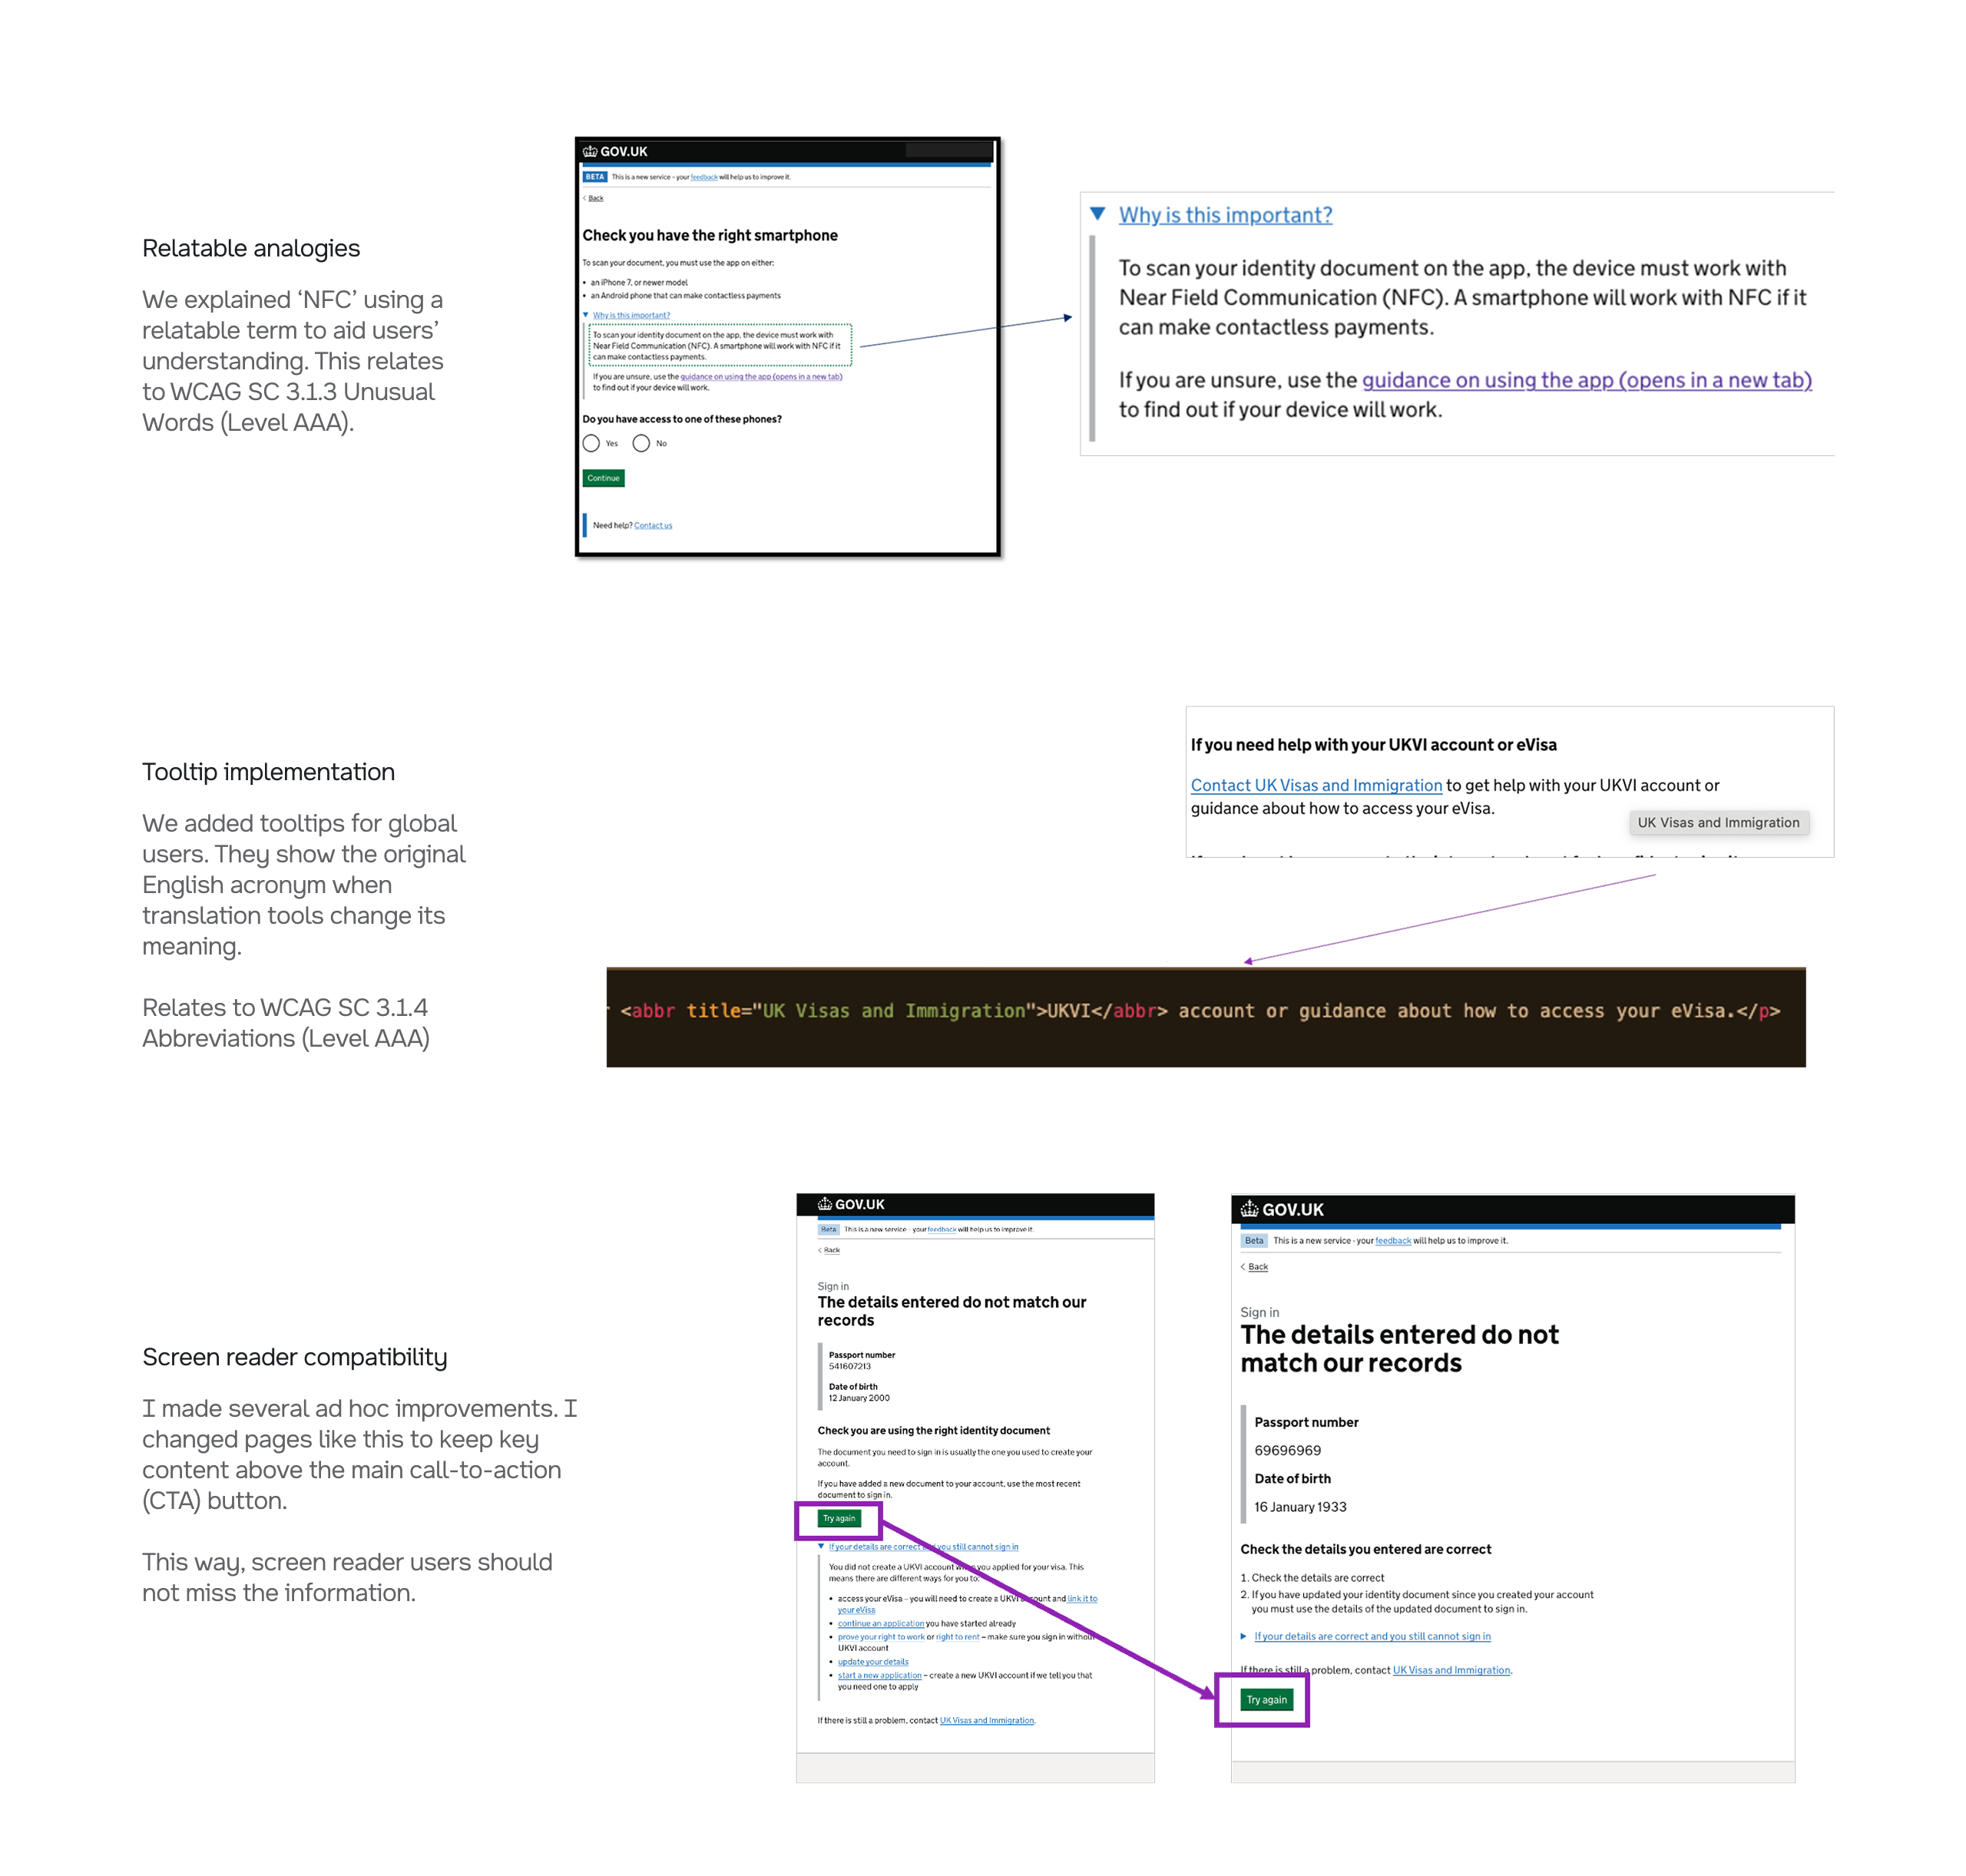 Relatable analogies
We explained ‘NFC’ using a
relatable term to aid users’
understanding. This relates
to WCAG SC 3.1.3 Unusual
Words (Level AAA).
GOV.UK
BETA This is a new service – your feedback will help us to improve it.
Back
Check you have the right smartphone
To scan your document, you must use the app on either:
• an iPhone 7, or newer model
• an Android phone that can make contactless payments
Why is this important?
To scan your identity document on the app, the device must work with
Near Field Communication (NFC). A smartphone will work with NFC if it
can make contactless payments.
If you are unsure, use the guidance on using the app (opens in a new tab)
to find out if your device will work.
Do you have access to one of these phones?
Yes No
Continue
Need help? Contact us
Why is this important?
To scan your identity document on the app, the device must work with
Near Field Communication (NFC). A smartphone will work with NFC if it
can make contactless payments.
If you are unsure, use the guidance on using the app (opens in a new tab)
to find out if your device will work.
Tooltip implementation
We added tooltips for global
users. They show the original
English acronym when
translation tools change its
meaning.
Relates to WCAG SC 3.1.4
Abbreviations (Level AAA)
If you need help with your UKVI account or eVisa
Contact UK Visas and Immigration to get help with your UKVI account or
guidance about how to access your eVisa.
UK Visas and Immigration
<abbr title="UK Visas and Immigration">UKVI</abbr> account or guidance about how to access your eVisa.</p>
Screen reader compatibility
I made several ad hoc improvements. I
changed pages like this to keep key
content above the main call-to-action
(CTA) button.
This way, screen reader users should
not miss the information.
GOV.UK
Beta This is a new service - your feedback will help us to improve it.
Back
Sign in
The details entered do not match our
records
Passport number
541607213
Date of birth
12 January 2000
Check you are using the right identity document
The document you need to sign in is usually the one you used to create your
account.
If you have added a new document to your account, use the most recent
document to sign in.
Try again
If your details are correct and you still cannot sign in
You did not create a UKVI account when you applied for your visa. This
means there are different ways for you to:
• access your eVisa – you will need to create a UKVI account and link it to
your eVisa
• continue an application you have started already
• prove your right to work or right to rent – make sure you sign in without
UKVI account
• update your details
• start a new application – create a new UKVI account if we tell you that
you need one to apply
If there is still a problem, contact UK Visas and Immigration.
GOV.UK
Beta This is a new service - your feedback will help us to improve it.
Back
Sign in
The details entered do not
match our records
Passport number
69696969
Date of birth
16 January 1933
Check the details you entered are correct
1. Check the details are correct
2. If you have updated your identity document since you created your account
you must use the details of the updated document to sign in.
If your details are correct and you still cannot sign in
If there is still a problem, contact UK Visas and Immigration.
Try again